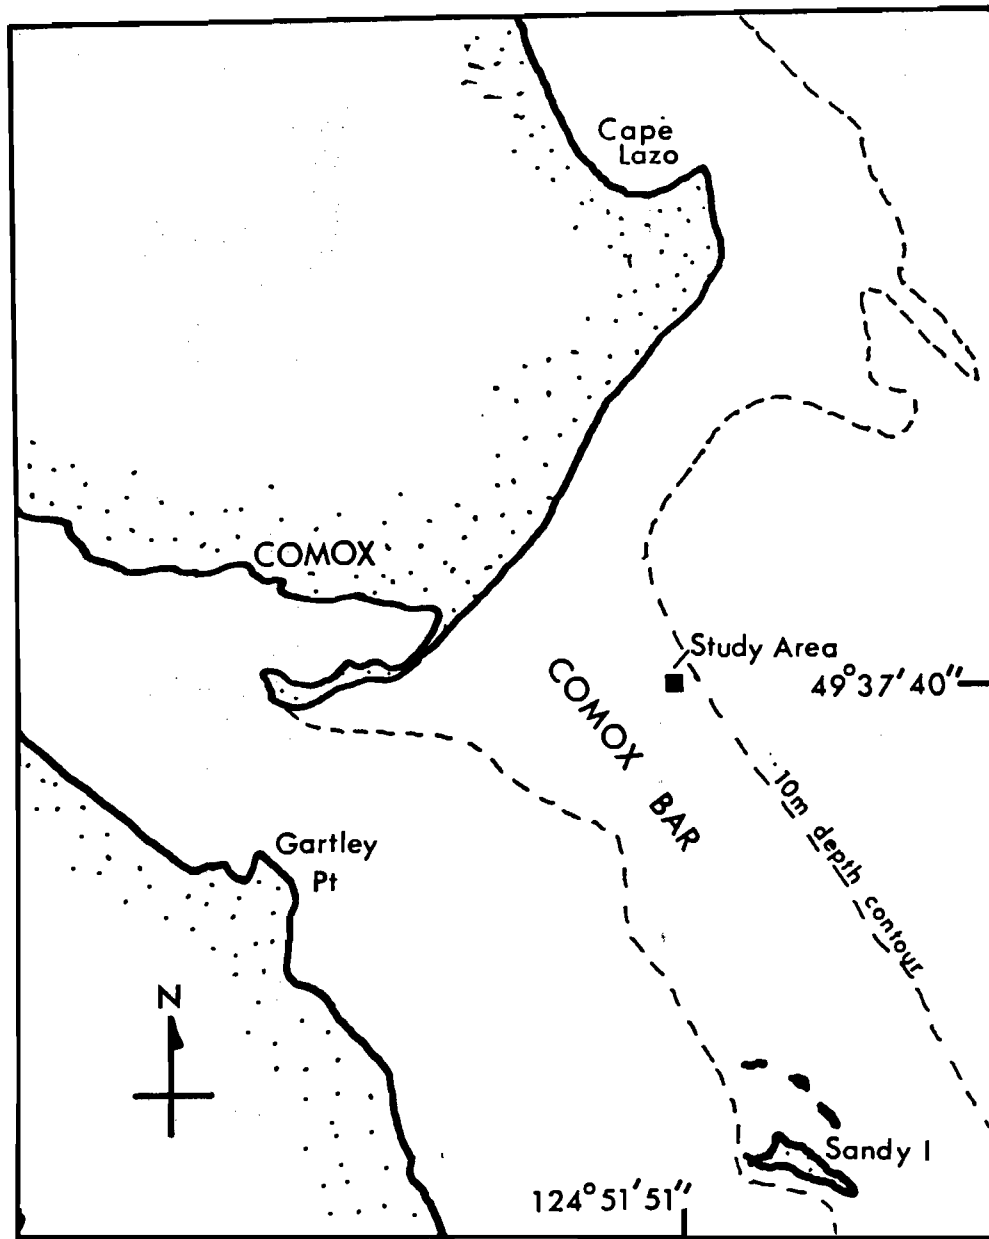 Cape
Lazo
COMOX
Study Area
49°37'40"
COMOX BAR
10m depth contour
Gartley
Pt
N
Sandy I
124°51'51"